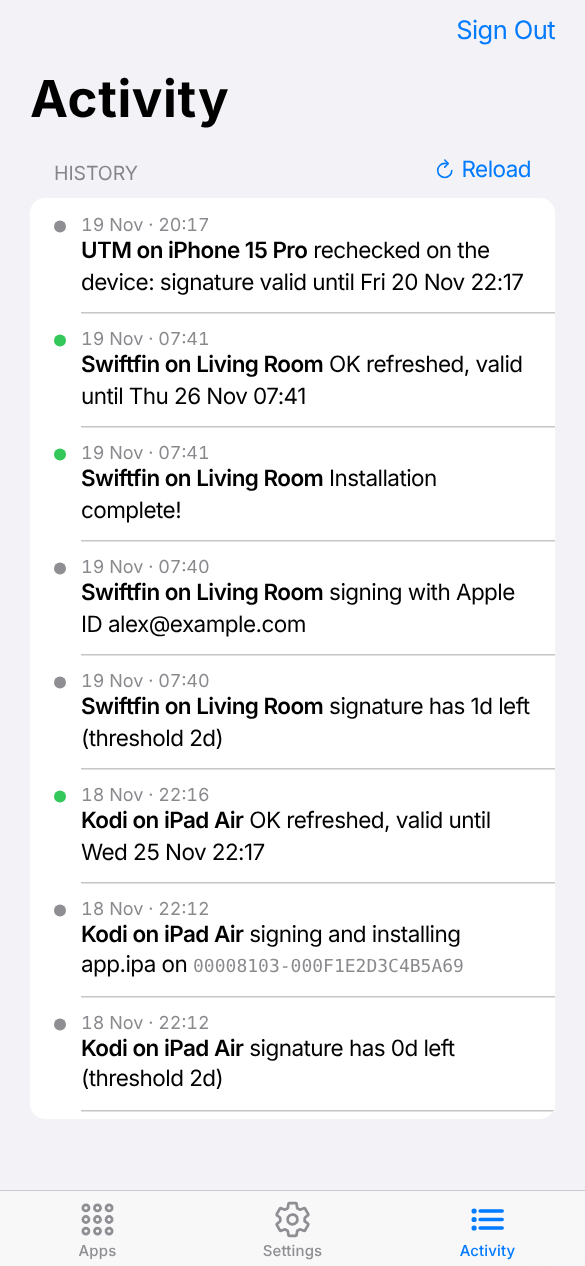 Sign Out
Activity
HISTORY
Reload
19 Nov · 20:17
UTM on iPhone 15 Pro rechecked on the
device: signature valid until Fri 20 Nov 22:17
19 Nov · 07:41
Swiftfin on Living Room OK refreshed, valid
until Thu 26 Nov 07:41
19 Nov · 07:41
Swiftfin on Living Room Installation
complete!
19 Nov · 07:40
Swiftfin on Living Room signing with Apple
ID alex@example.com
19 Nov · 07:40
Swiftfin on Living Room signature has 1d left
(threshold 2d)
18 Nov · 22:16
Kodi on iPad Air OK refreshed, valid until
Wed 25 Nov 22:17
18 Nov · 22:12
Kodi on iPad Air signing and installing
app.ipa on 00008103-000F1E2D3C4B5A69
18 Nov · 22:12
Kodi on iPad Air signature has 0d left
(threshold 2d)
Apps
Settings
Activity